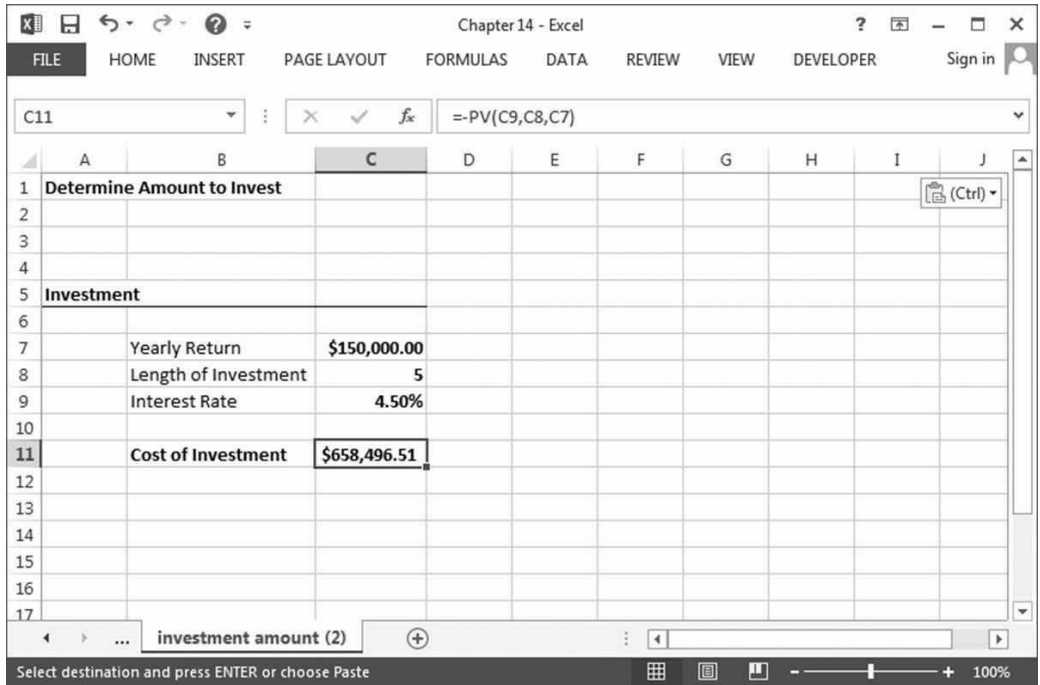 Chapter 14 - Excel
?
FILE HOME INSERT PAGE LAYOUT FORMULAS DATA REVIEW VIEW DEVELOPER Sign in
C11 fx =-PV(C9,C8,C7)
A B C D E F G H I J
1 Determine Amount to Invest (Ctrl)
2
3
4
5 Investment
6
7 Yearly Return $150,000.00
8 Length of Investment 5
9 Interest Rate 4.50%
10
11 Cost of Investment $658,496.51
12
13
14
15
16
17
... investment amount (2)
Select destination and press ENTER or choose Paste 100%